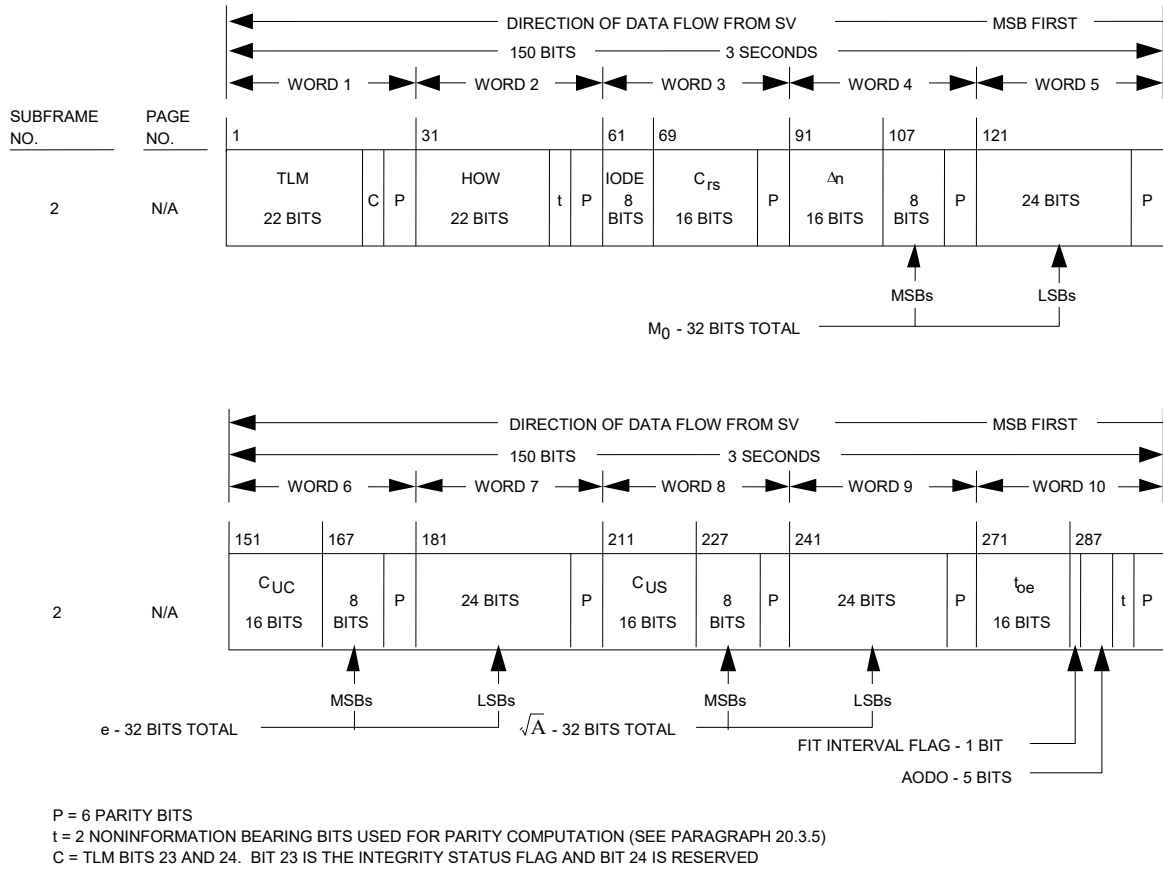 DIRECTION OF DATA FLOW FROM SV MSB FIRST
150 BITS 3 SECONDS
WORD 1 WORD 2 WORD 3 WORD 4 WORD 5
SUBFRAME NO. PAGE NO.
1 31 61 69 91 107 121
TLM HOW IODE Crs Δn
2 N/A 22 BITS C P 22 BITS t P 8 BITS 16 BITS P 16 BITS 8 BITS P 24 BITS P
MSBs LSBs
M0 - 32 BITS TOTAL
DIRECTION OF DATA FLOW FROM SV MSB FIRST
150 BITS 3 SECONDS
WORD 6 WORD 7 WORD 8 WORD 9 WORD 10
151 167 181 211 227 241 271 287
CUC CUS toe
2 N/A 16 BITS 8 BITS P 24 BITS P 16 BITS 8 BITS P 24 BITS P 16 BITS t P
MSBs LSBs MSBs LSBs
e - 32 BITS TOTAL √A - 32 BITS TOTAL
FIT INTERVAL FLAG - 1 BIT
AODO - 5 BITS
P = 6 PARITY BITS
t = 2 NONINFORMATION BEARING BITS USED FOR PARITY COMPUTATION (SEE PARAGRAPH 20.3.5)
C = TLM BITS 23 AND 24. BIT 23 IS THE INTEGRITY STATUS FLAG AND BIT 24 IS RESERVED